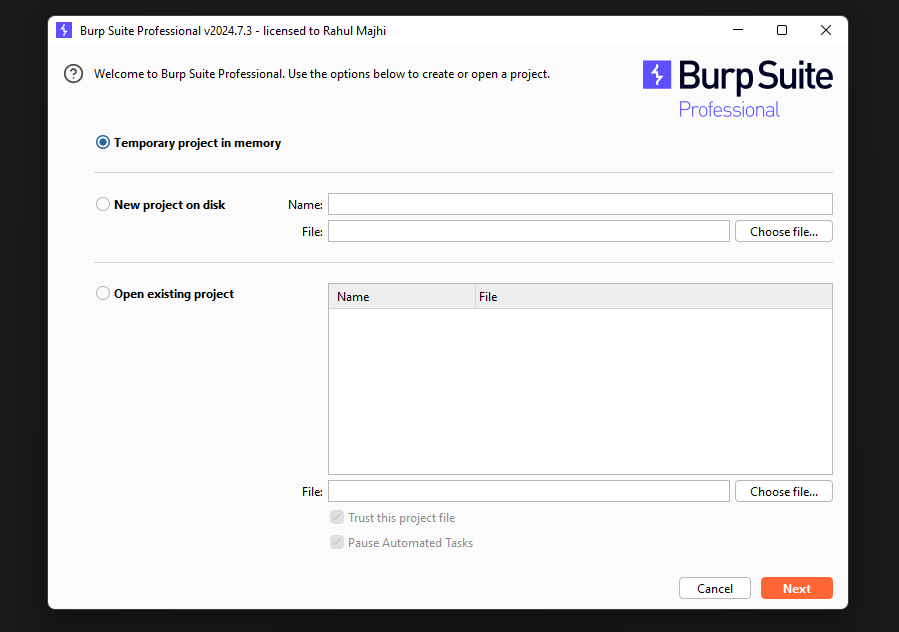 Burp Suite Professional v2024.7.3 - licensed to Rahul Majhi
Welcome to Burp Suite Professional. Use the options below to create or open a project.
Burp Suite
Professional
Temporary project in memory
New project on disk
Name:
File:
Choose file...
Open existing project
Name
File
File:
Choose file...
Trust this project file
Pause Automated Tasks
Cancel
Next